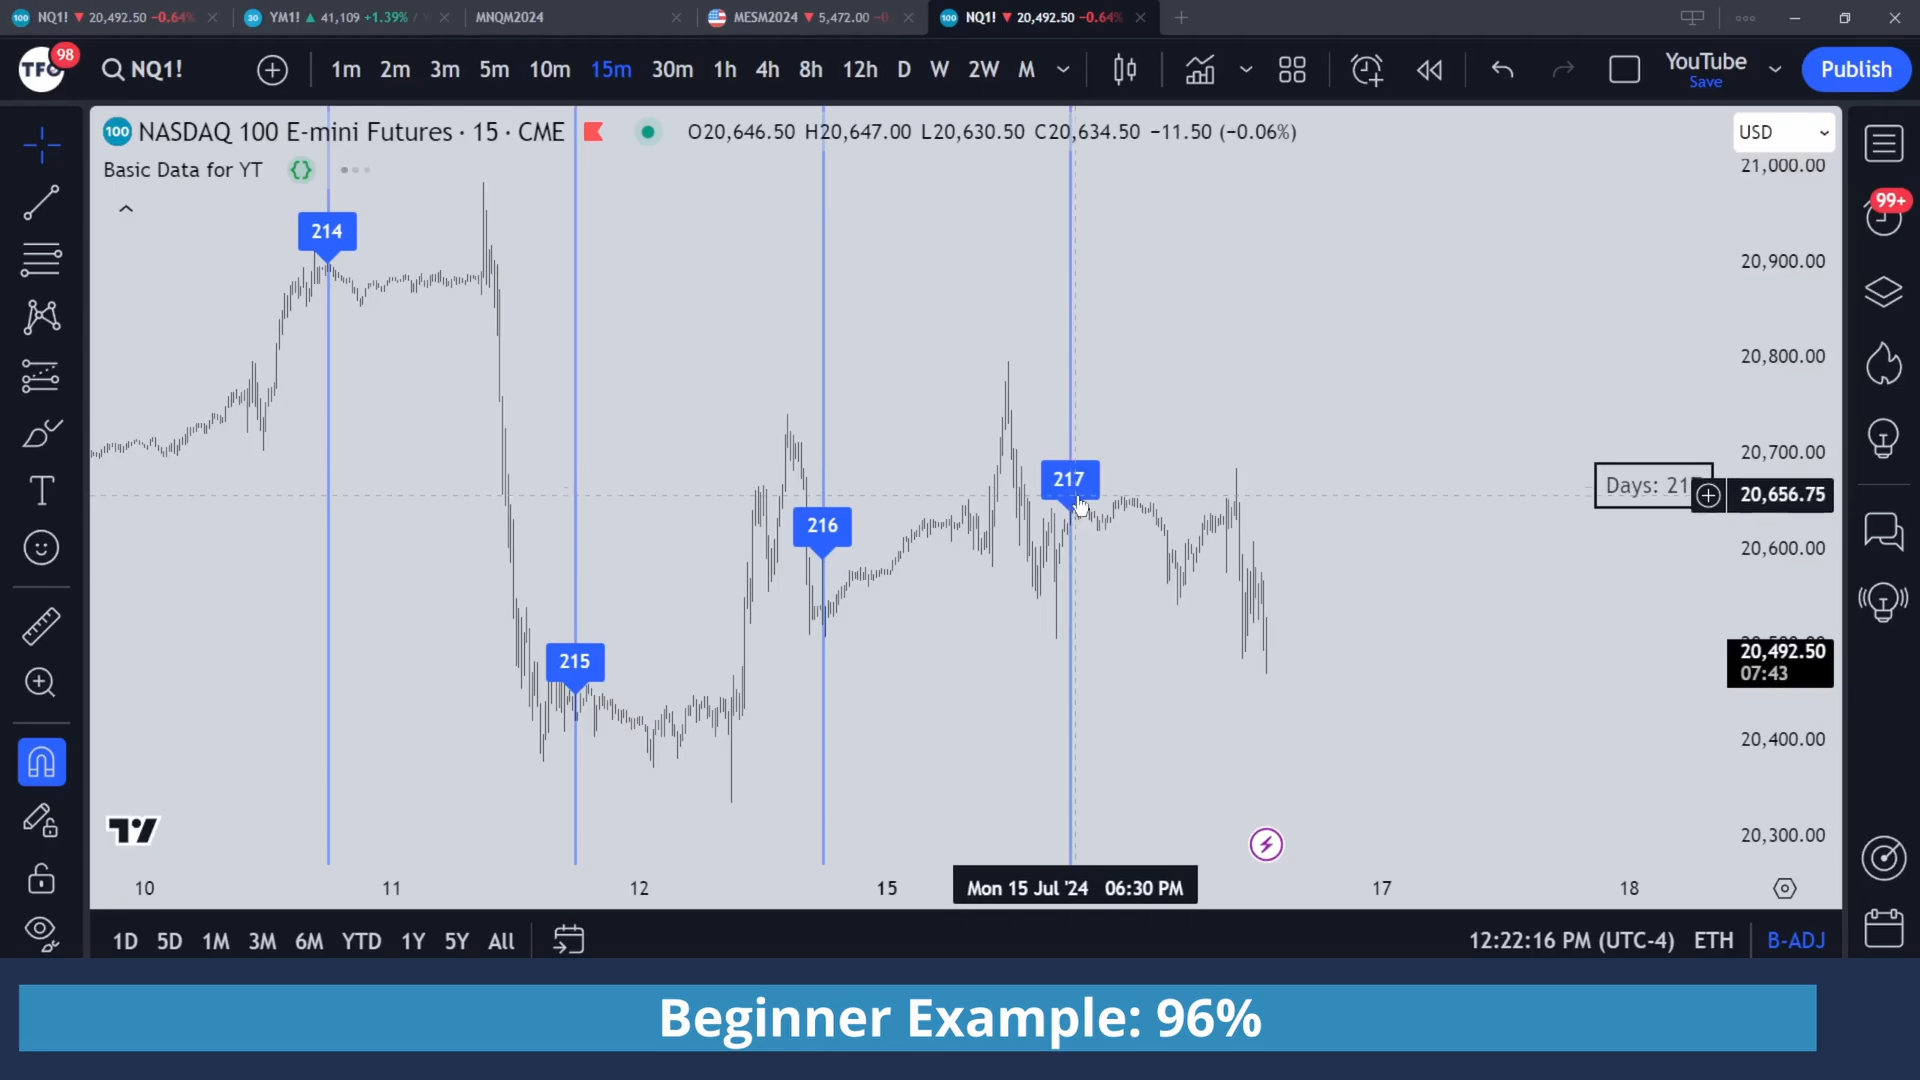 NQ1! ▼ 20,492.50 −0.64%
YM1! ▲ 41,109 +1.39% /
MNQM2024
MESM2024 ▼ 5,472.00 −0
NQ1! ▼ 20,492.50 −0.64%
TFO
98
NQ1!
1m 2m 3m 5m 10m 15m 30m 1h 4h 8h 12h D W 2W M
YouTube
Save
Publish
100 NASDAQ 100 E-mini Futures · 15 · CME
O20,646.50 H20,647.00 L20,630.50 C20,634.50 −11.50 (−0.06%)
USD
Basic Data for YT
21,000.00
99+
214
20,900.00
20,800.00
20,700.00
217
Days: 21
20,656.75
216
20,600.00
215
20,492.50
07:43
20,400.00
20,300.00
10 11 12 15 Mon 15 Jul '24 06:30 PM 17 18
1D 5D 1M 3M 6M YTD 1Y 5Y All
12:22:16 PM (UTC-4) ETH B-ADJ
Beginner Example: 96%